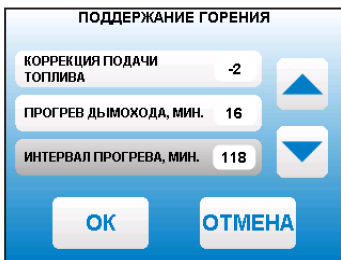 ПОДДЕРЖАНИЕ ГОРЕНИЯ
КОРРЕКЦИЯ ПОДАЧИ
ТОПЛИВА -2
ПРОГРЕВ ДЫМОХОДА, МИН. 16
ИНТЕРВАЛ ПРОГРЕВА, МИН. 118
ОК ОТМЕНА